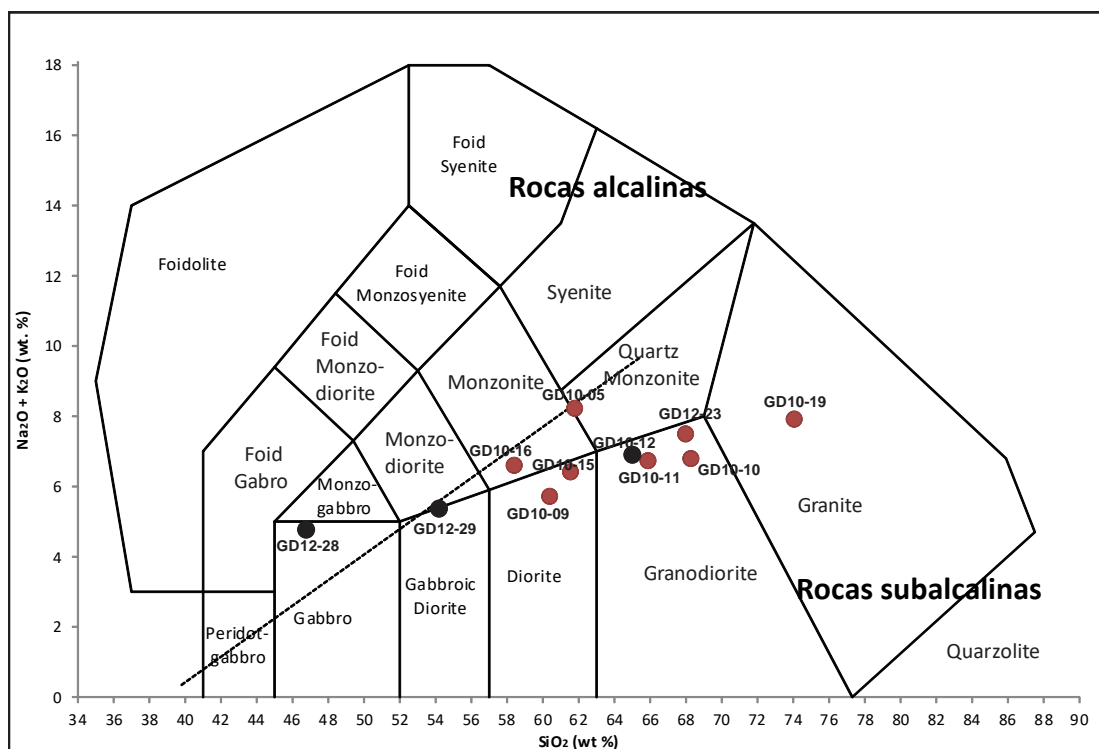 18
16
14
12
10
8
6
4
2
0
Na2O + K2O (wt. %)
34 36 38 40 42 44 46 48 50 52 54 56 58 60 62 64 66 68 70 72 74 76 78 80 82 84 86 88 90
SiO2 (wt %)
Foid
Syenite
Rocas alcalinas
Foidolite
Foid
Monzosyenite
Syenite
Foid
Monzo-
diorite
Monzonite
Quartz
Monzonite
GD10-05
GD10-19
GD12-23
Foid
Gabro
Monzo-
diorite
GD10-16
GD10-15
GD10-12
GD10-11
GD10-10
Monzo-
gabbro
GD10-09
GD12-28
GD12-29
Granite
Peridot-
gabbro
Gabbro
Gabbroic
Diorite
Diorite
Granodiorite
Rocas subalcalinas
Quarzolite